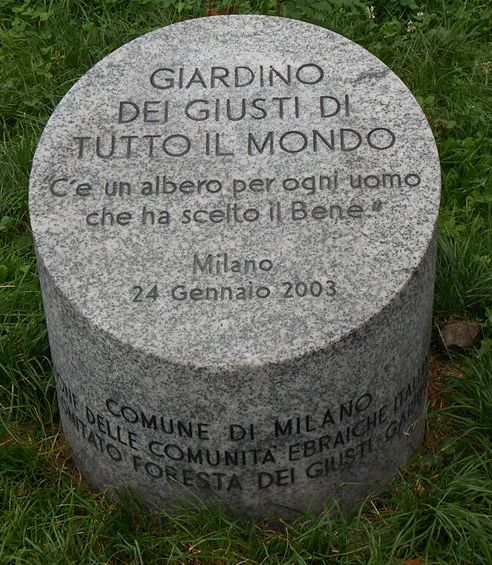 GIARDINO
DEI GIUSTI DI
TUTTO IL MONDO
"C'e un albero per ogni uomo
che ha scelto il Bene"
Milano
24 Gennaio 2003
COMUNE DI MILANO
DELLE COMUNITÀ EBRAICHE
FORESTA DEI GIUSTI